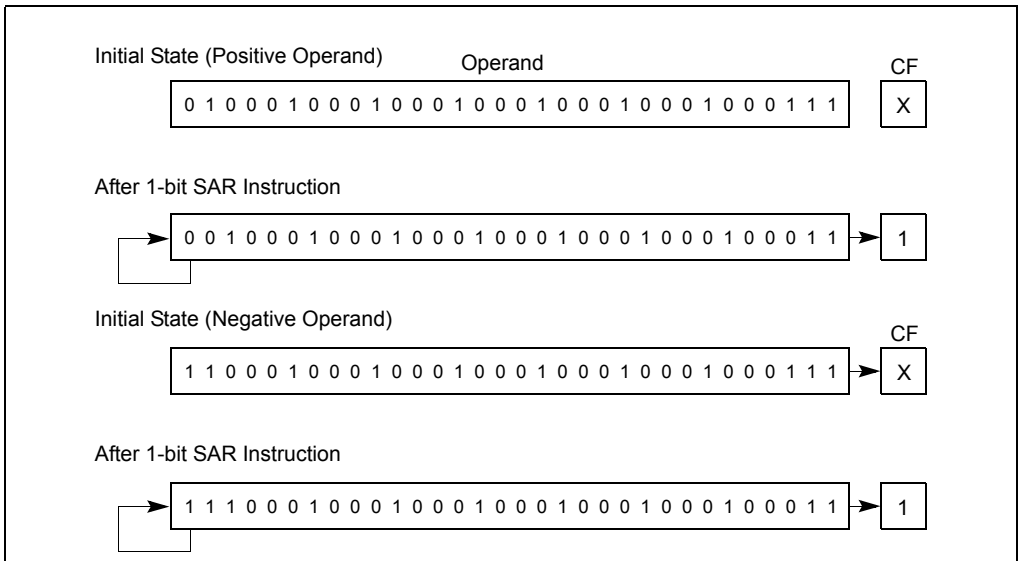 Initial State (Positive Operand)
Operand
CF
0 1 0 0 0 1 0 0 0 1 0 0 0 1 0 0 0 1 0 0 0 1 0 0 0 1 0 0 0 1 1 1
X
After 1-bit SAR Instruction
0 0 1 0 0 0 1 0 0 0 1 0 0 0 1 0 0 0 1 0 0 0 1 0 0 0 1 0 0 0 1 1
1
Initial State (Negative Operand)
CF
1 1 0 0 0 1 0 0 0 1 0 0 0 1 0 0 0 1 0 0 0 1 0 0 0 1 0 0 0 1 1 1
X
After 1-bit SAR Instruction
1 1 1 0 0 0 1 0 0 0 1 0 0 0 1 0 0 0 1 0 0 0 1 0 0 0 1 0 0 0 1 1
1